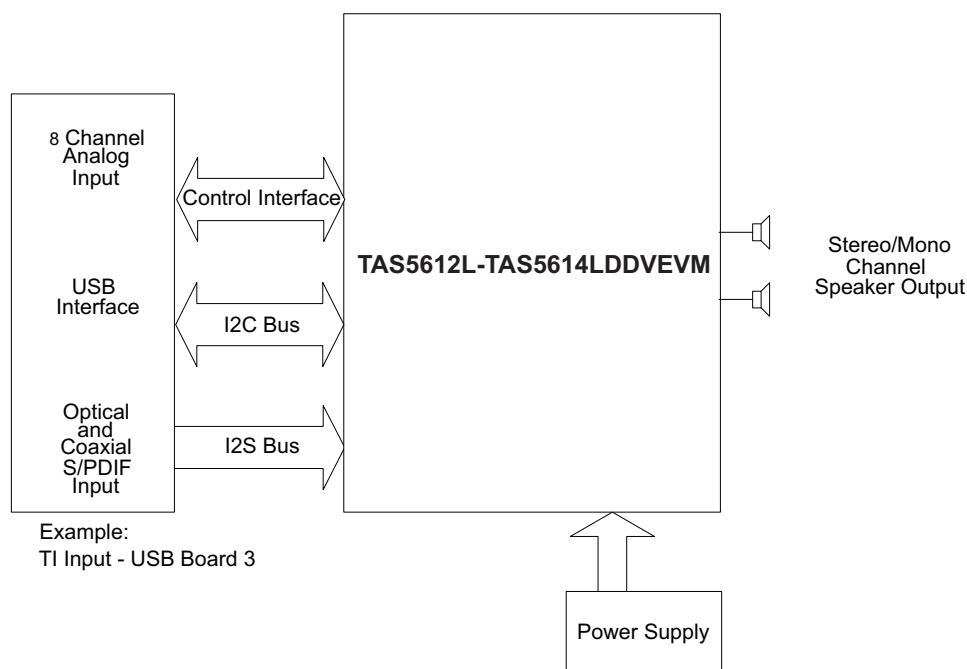 8 Channel
Analog
Input
Control Interface
TAS5612L-TAS5614LDDVEVM
Stereo/Mono
Channel
Speaker Output
USB
Interface
I2C Bus
Optical
and
Coaxial
S/PDIF
Input
I2S Bus
Example:
TI Input - USB Board 3
Power Supply